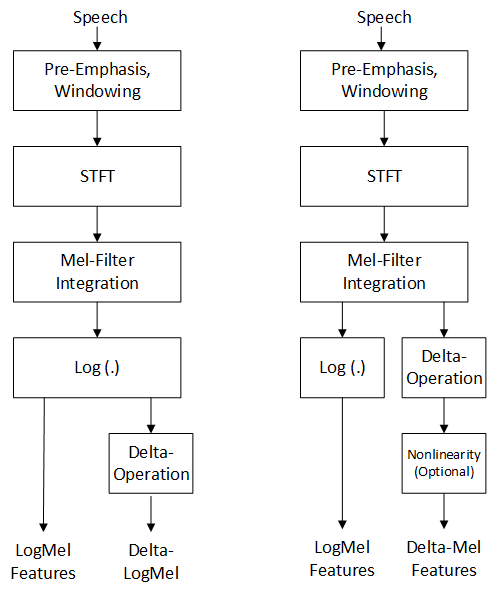 Speech
Pre-Emphasis,
Windowing
STFT
Mel-Filter
Integration
Log (.)
Delta-
Operation
LogMel
Features
Delta-
LogMel
Speech
Pre-Emphasis,
Windowing
STFT
Mel-Filter
Integration
Log (.)
Delta-
Operation
Nonlinearity
(Optional)
LogMel
Features
Delta-Mel
Features